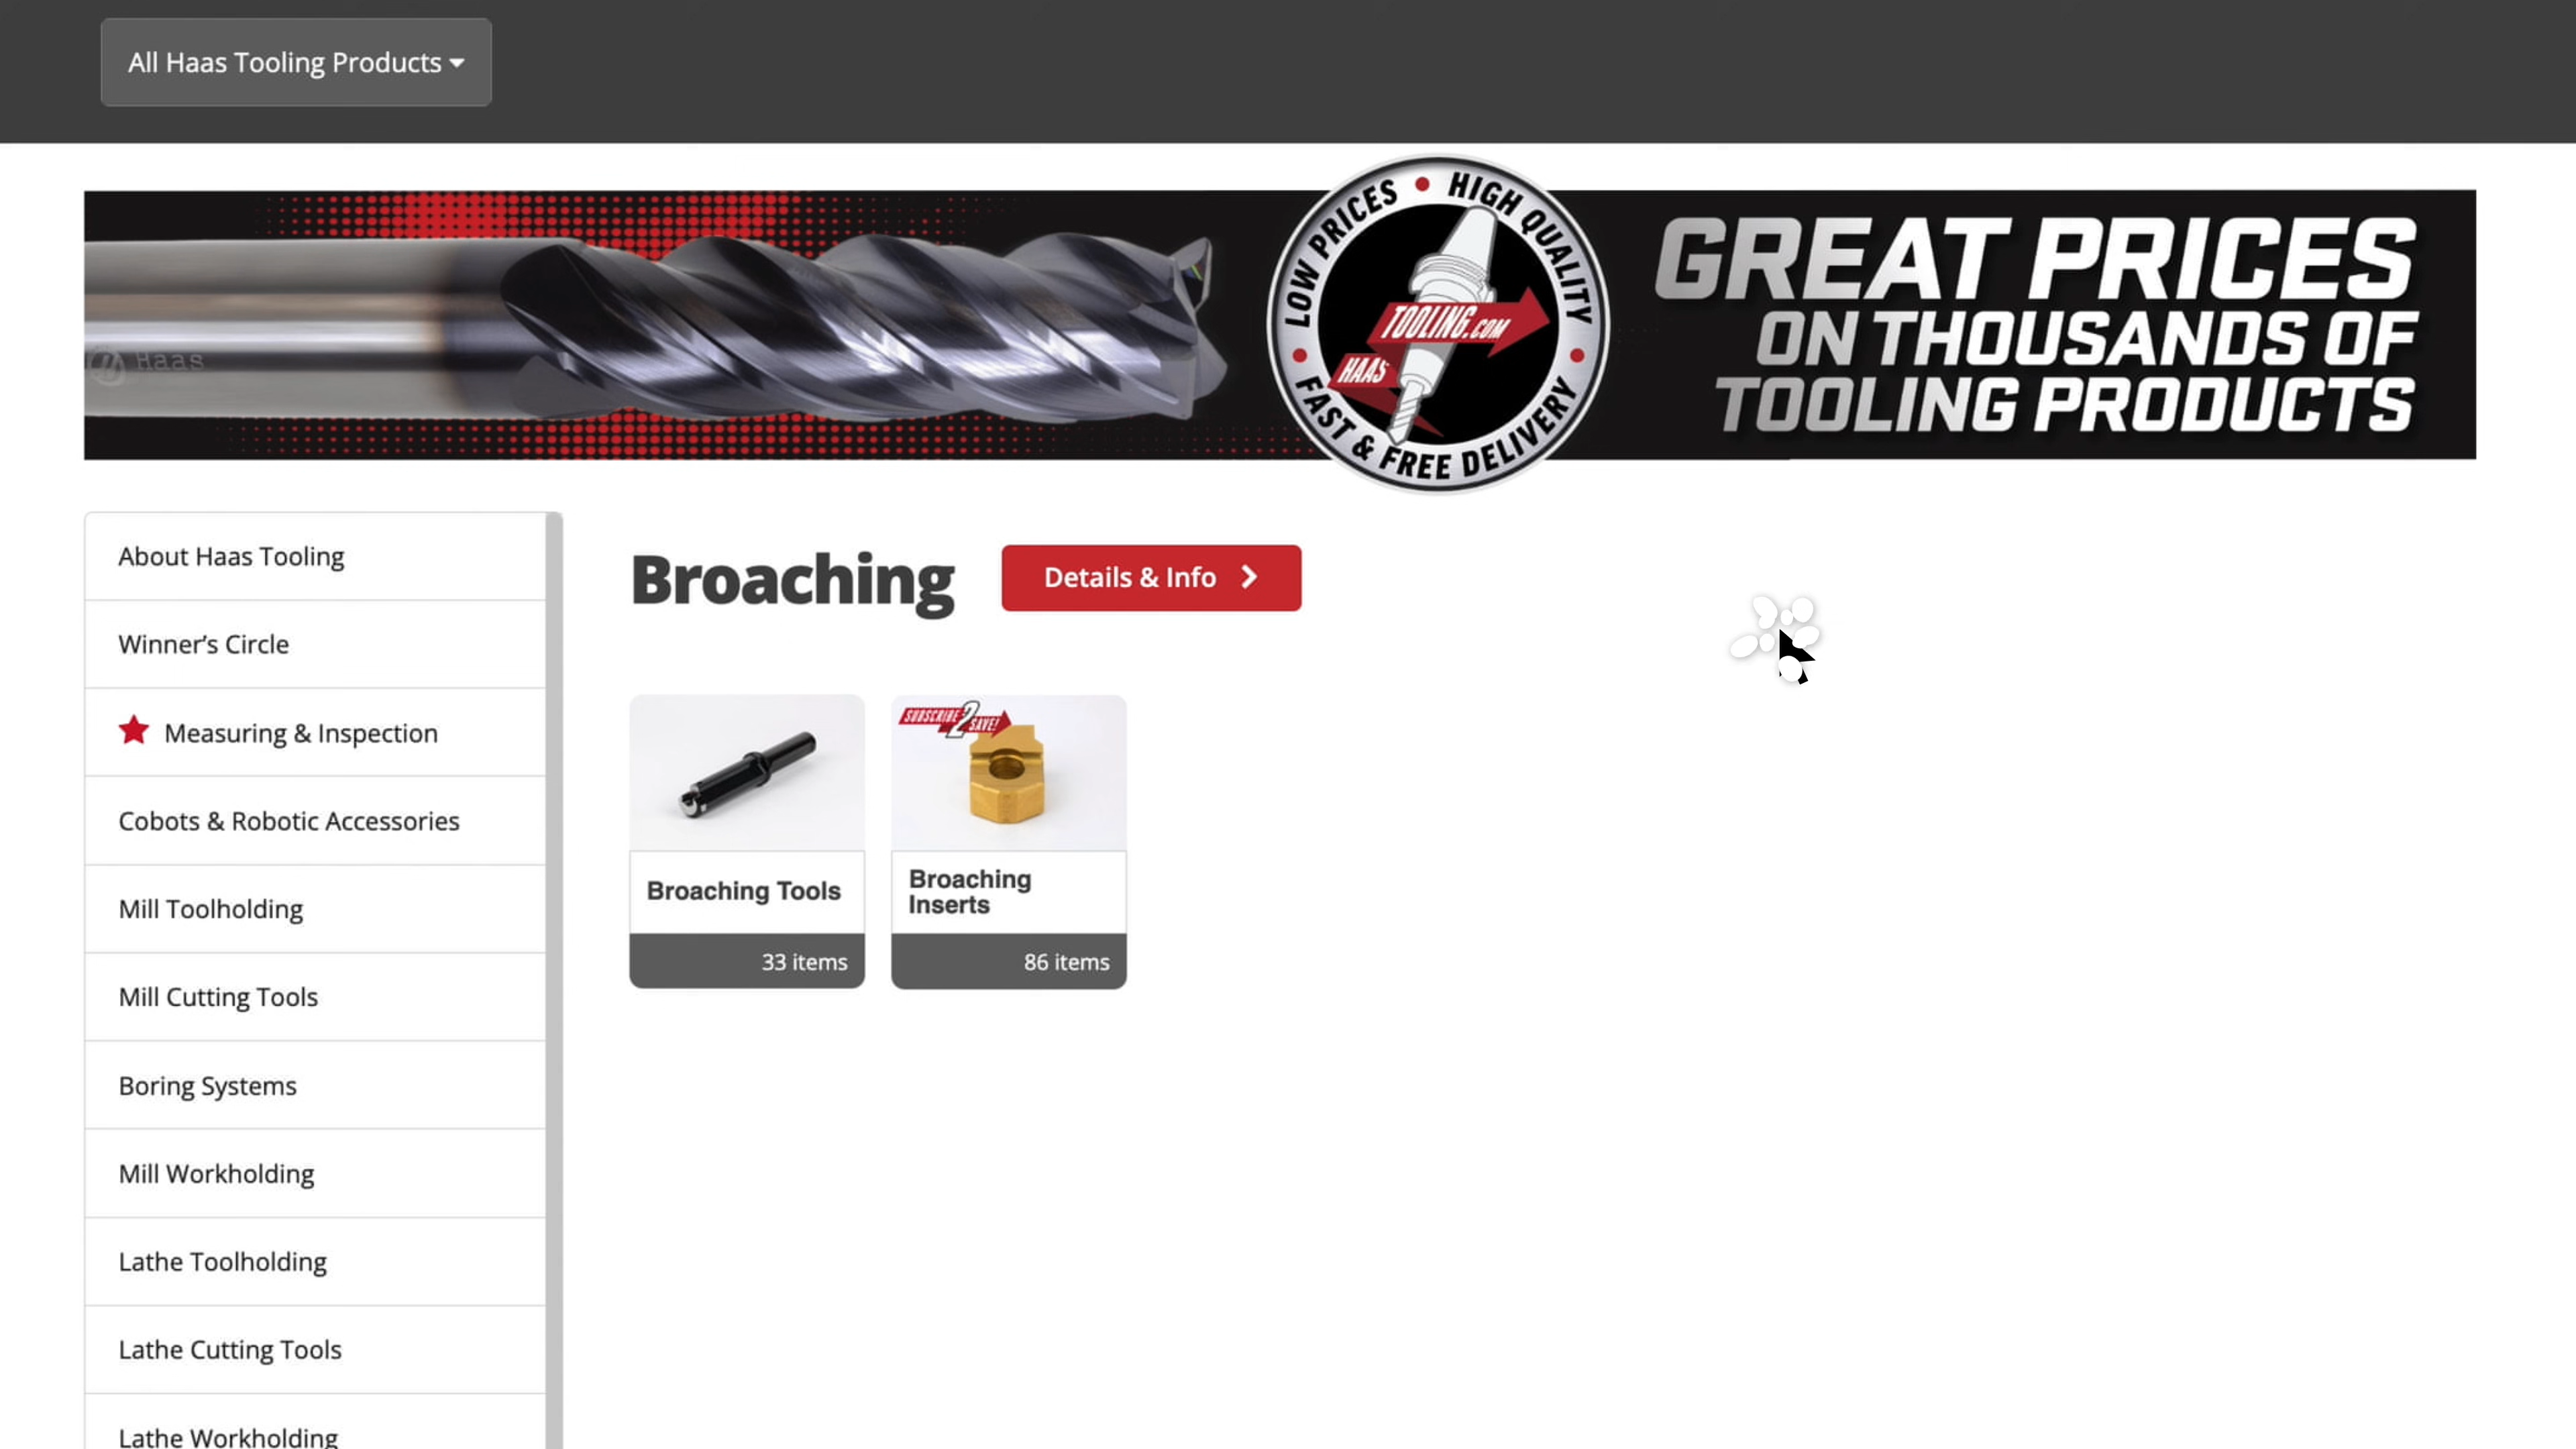 All Haas Tooling Products
Haas
LOW PRICES • HIGH QUALITY
• FAST & FREE DELIVERY •
HAAS
TOOLING.COM
GREAT PRICES
ON THOUSANDS OF
TOOLING PRODUCTS
About Haas Tooling
Winner’s Circle
Measuring & Inspection
Cobots & Robotic Accessories
Mill Toolholding
Mill Cutting Tools
Boring Systems
Mill Workholding
Lathe Toolholding
Lathe Cutting Tools
Lathe Workholding
Broaching
Details & Info
Broaching Tools
33 items
SUBSCRIBE 2 SAVE!
Broaching
Inserts
86 items